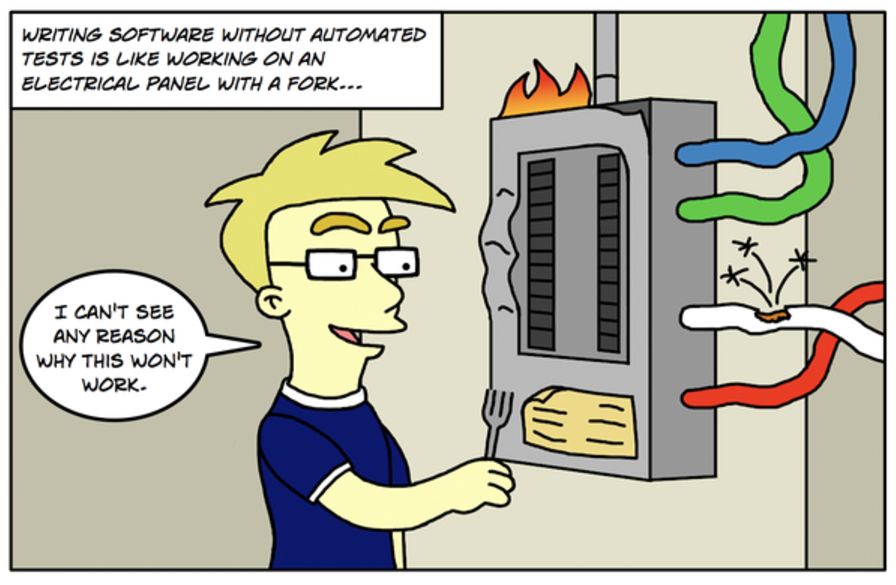 WRITING SOFTWARE WITHOUT AUTOMATED
TESTS IS LIKE WORKING ON AN
ELECTRICAL PANEL WITH A FORK...
I CAN'T SEE
ANY REASON
WHY THIS WON'T
WORK.